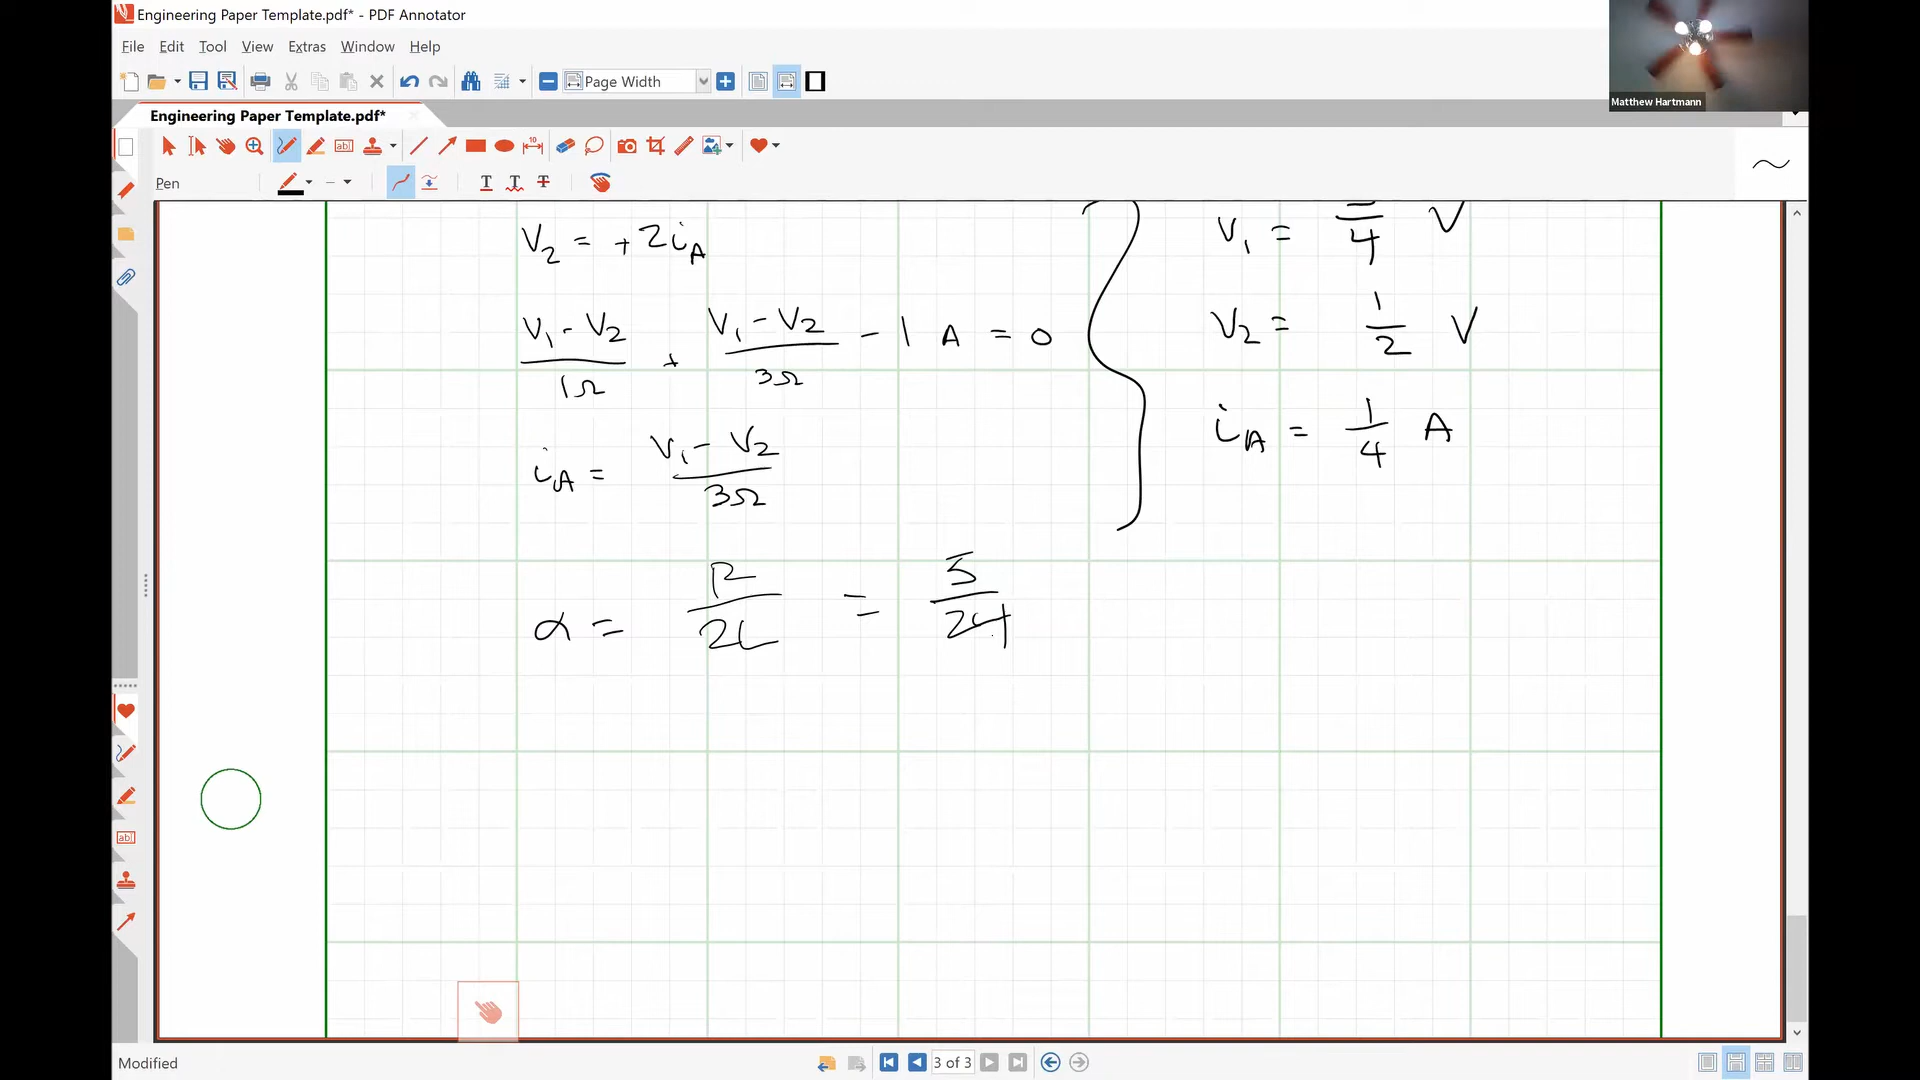 Engineering Paper Template.pdf* - PDF Annotator
File Edit Tool View Extras Window Help
Page Width
Matthew Hartmann
Engineering Paper Template.pdf*
Pen
V₂ = +2i_A
(V₁ - V₂)/1Ω + (V₁ - V₂)/3Ω - 1 A = 0
i_A = (V₁ - V₂)/3Ω
V₁ = /4 V
V₂ = 1/2 V
i_A = 1/4 A
α = R/2L = 5/24
Modified
3 of 3